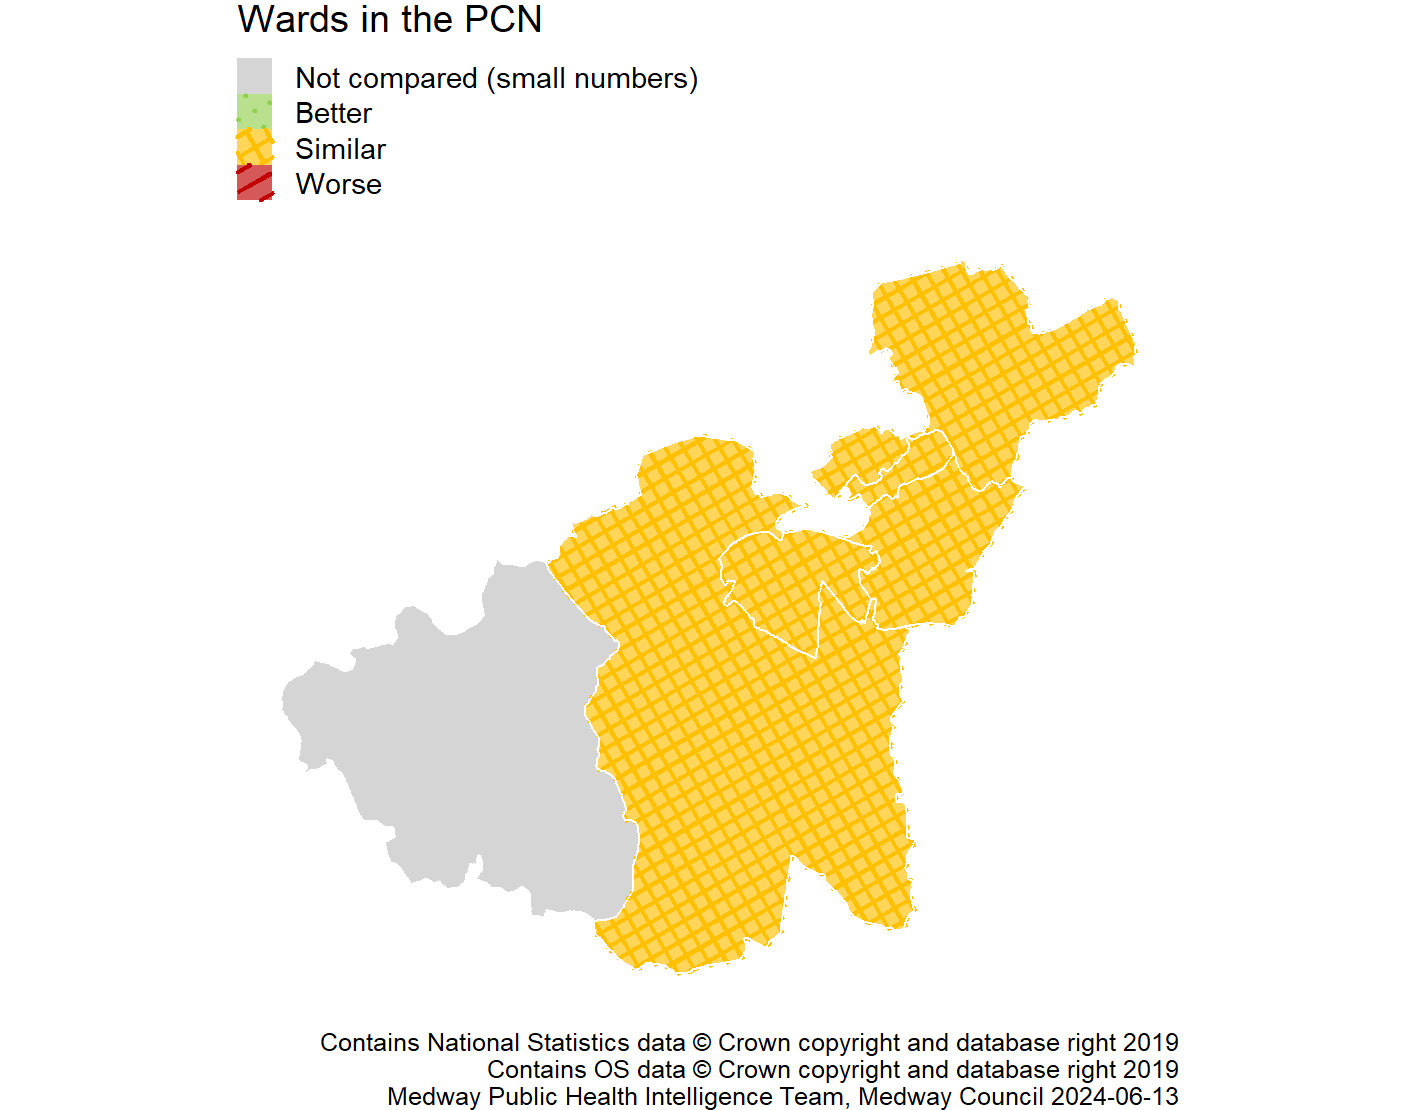 Wards in the PCN
Not compared (small numbers)
Better
Similar
Worse
Contains National Statistics data © Crown copyright and database right 2019
Contains OS data © Crown copyright and database right 2019
Medway Public Health Intelligence Team, Medway Council 2024-06-13